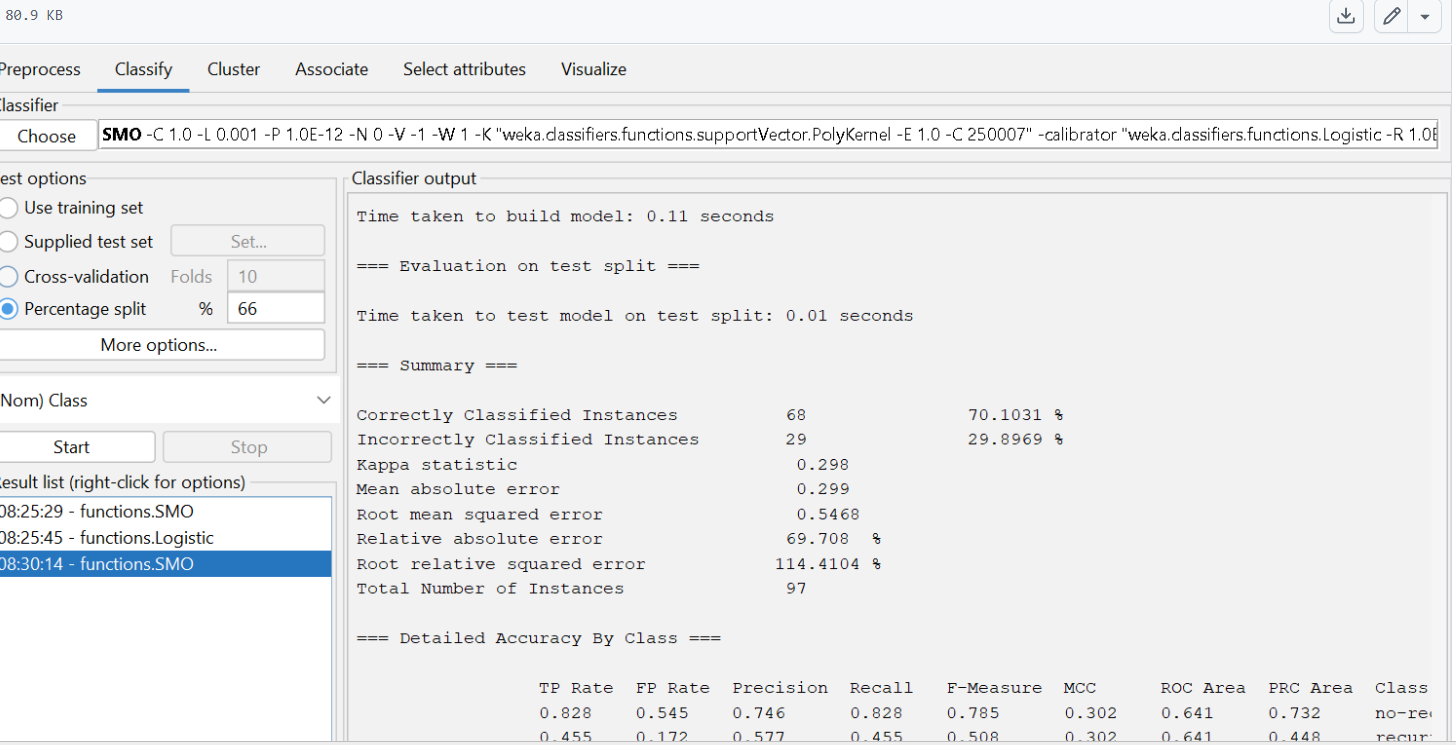 80.9 KB
Preprocess Classify Cluster Associate Select attributes Visualize
Classifier
Choose SMO -C 1.0 -L 0.001 -P 1.0E-12 -N 0 -V -1 -W 1 -K "weka.classifiers.functions.supportVector.PolyKernel -E 1.0 -C 250007" -calibrator "weka.classifiers.functions.Logistic -R 1.0E
est options
Use training set
Supplied test set Set...
Cross-validation Folds 10
Percentage split % 66
More options...
Nom) Class
Start Stop
Result list (right-click for options)
08:25:29 - functions.SMO
08:25:45 - functions.Logistic
08:30:14 - functions.SMO
Classifier output
Time taken to build model: 0.11 seconds
=== Evaluation on test split ===
Time taken to test model on test split: 0.01 seconds
=== Summary ===
Correctly Classified Instances 68 70.1031 %
Incorrectly Classified Instances 29 29.8969 %
Kappa statistic 0.298
Mean absolute error 0.299
Root mean squared error 0.5468
Relative absolute error 69.708 %
Root relative squared error 114.4104 %
Total Number of Instances 97
=== Detailed Accuracy By Class ===
TP Rate FP Rate Precision Recall F-Measure MCC ROC Area PRC Area Class
0.828 0.545 0.746 0.828 0.785 0.302 0.641 0.732 no-re
0.455 0.172 0.577 0.455 0.508 0.302 0.641 0.448 recur